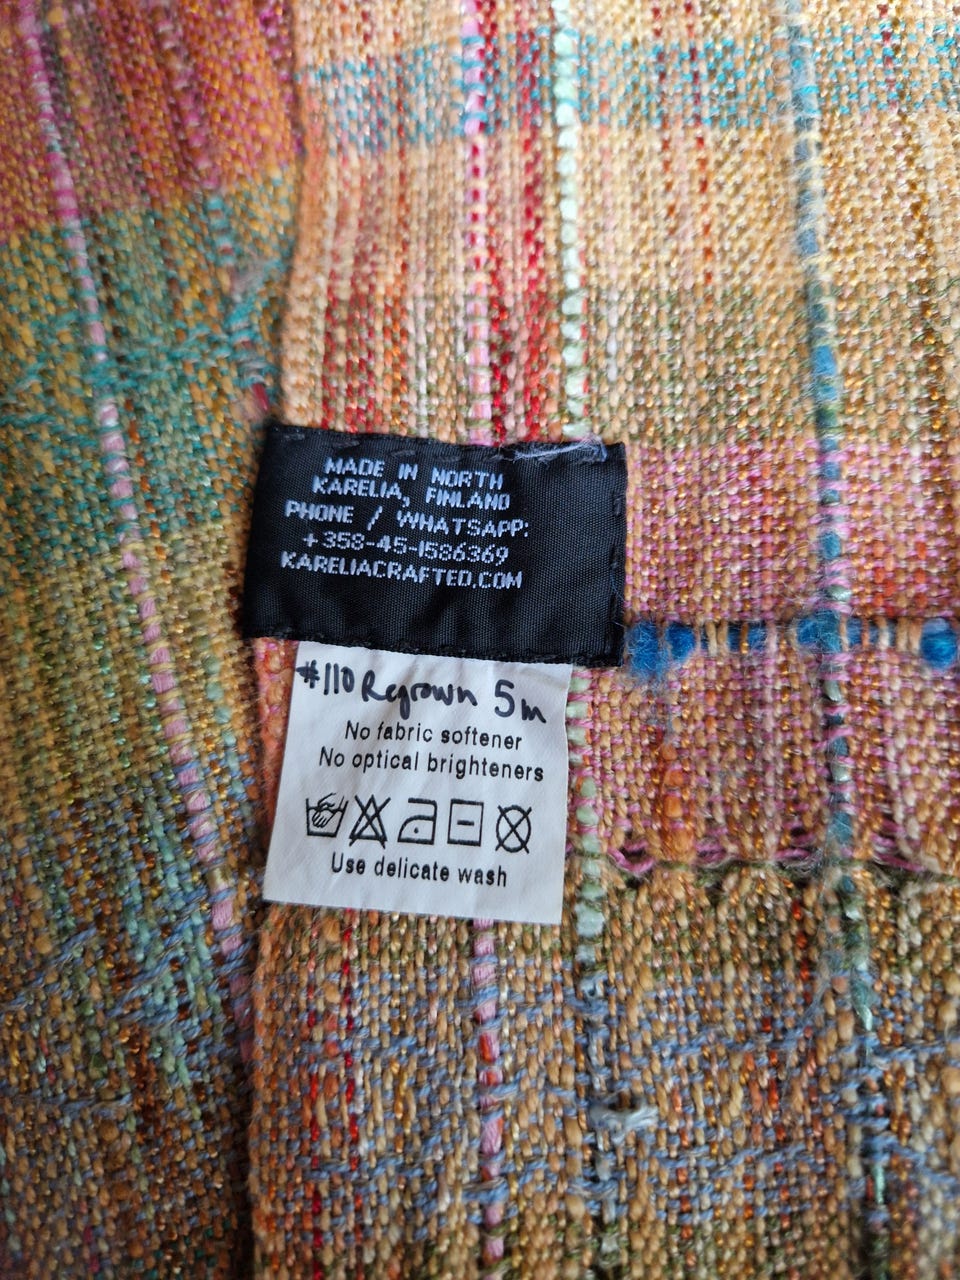 MADE IN NORTH
KARELIA, FINLAND
PHONE / WHATSAPP:
+358-45-1586369
KARELIACRAFTED.COM
#110 Regrown 5m
No fabric softener
No optical brighteners
Use delicate wash